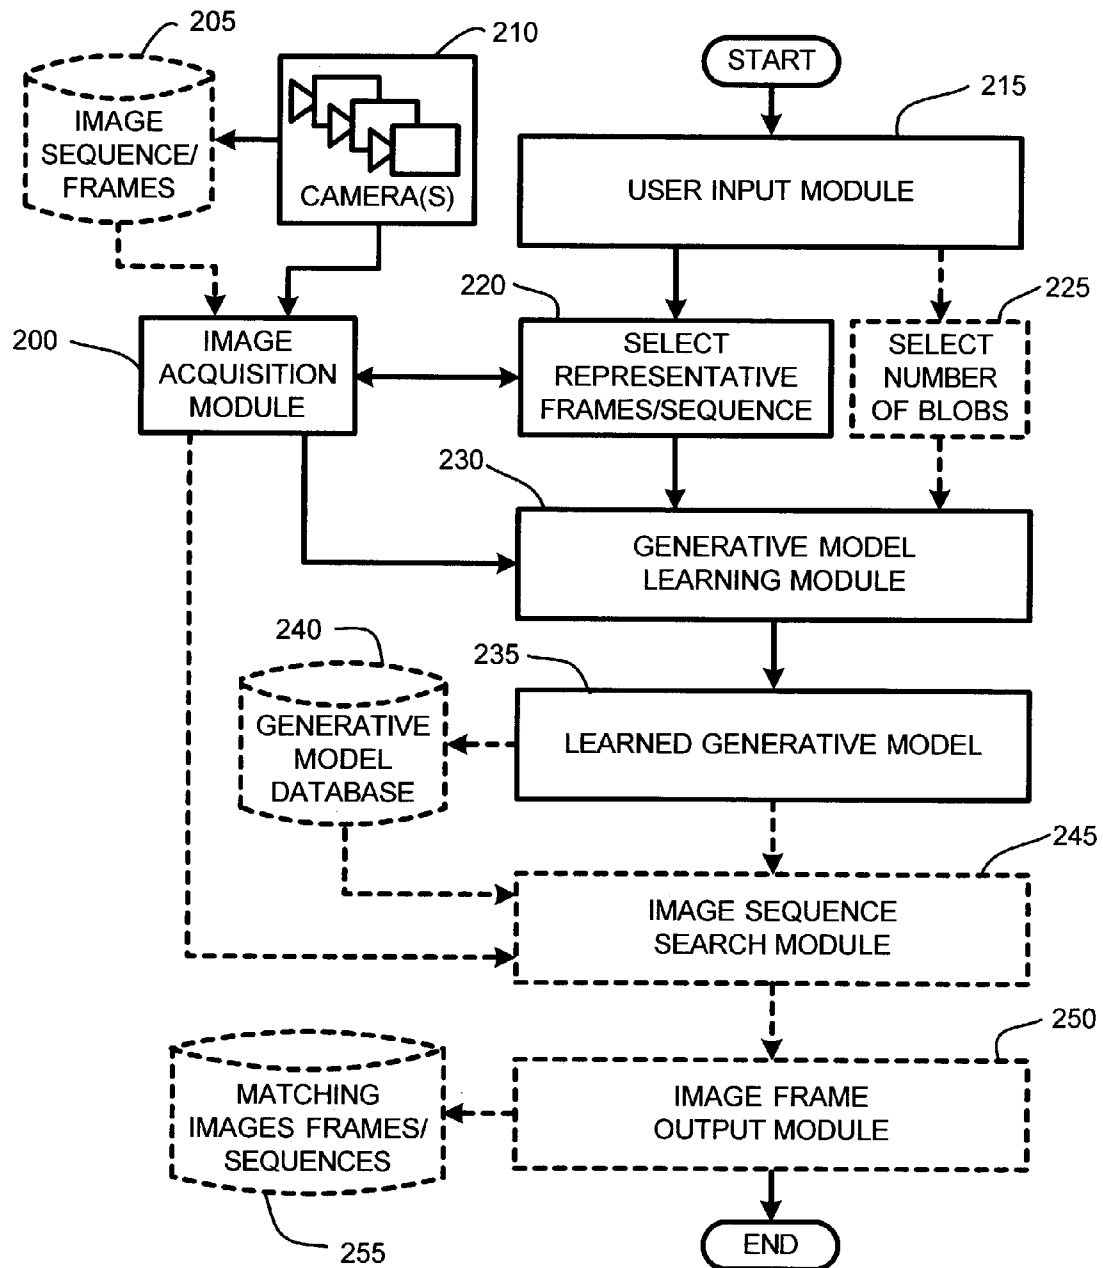 205
210
START
IMAGE
SEQUENCE/
FRAMES
CAMERA(S)
215
USER INPUT MODULE
220
225
200
IMAGE
ACQUISITION
MODULE
SELECT
REPRESENTATIVE
FRAMES/SEQUENCE
SELECT
NUMBER
OF BLOBS
230
GENERATIVE MODEL
LEARNING MODULE
240
235
GENERATIVE
MODEL
DATABASE
LEARNED GENERATIVE MODEL
245
IMAGE SEQUENCE
SEARCH MODULE
250
MATCHING
IMAGES FRAMES/
SEQUENCES
IMAGE FRAME
OUTPUT MODULE
255
END